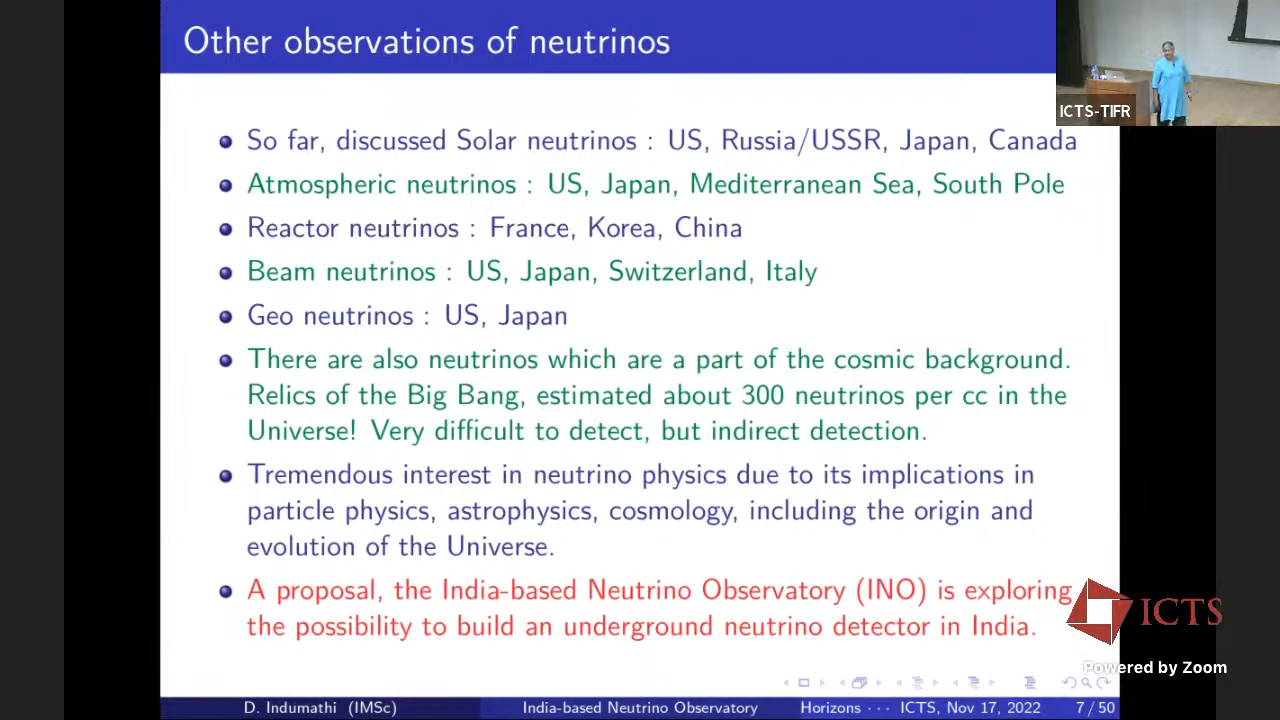 Other observations of neutrinos
ICTS-TIFR
So far, discussed Solar neutrinos : US, Russia/USSR, Japan, Canada
Atmospheric neutrinos : US, Japan, Mediterranean Sea, South Pole
Reactor neutrinos : France, Korea, China
Beam neutrinos : US, Japan, Switzerland, Italy
Geo neutrinos : US, Japan
There are also neutrinos which are a part of the cosmic background.
Relics of the Big Bang, estimated about 300 neutrinos per cc in the
Universe! Very difficult to detect, but indirect detection.
Tremendous interest in neutrino physics due to its implications in
particle physics, astrophysics, cosmology, including the origin and
evolution of the Universe.
A proposal, the India-based Neutrino Observatory (INO) is exploring
the possibility to build an underground neutrino detector in India.
ICTS
Powered by Zoom
D. Indumathi (IMSc) India-based Neutrino Observatory Horizons · · · ICTS, Nov 17, 2022 7 / 50